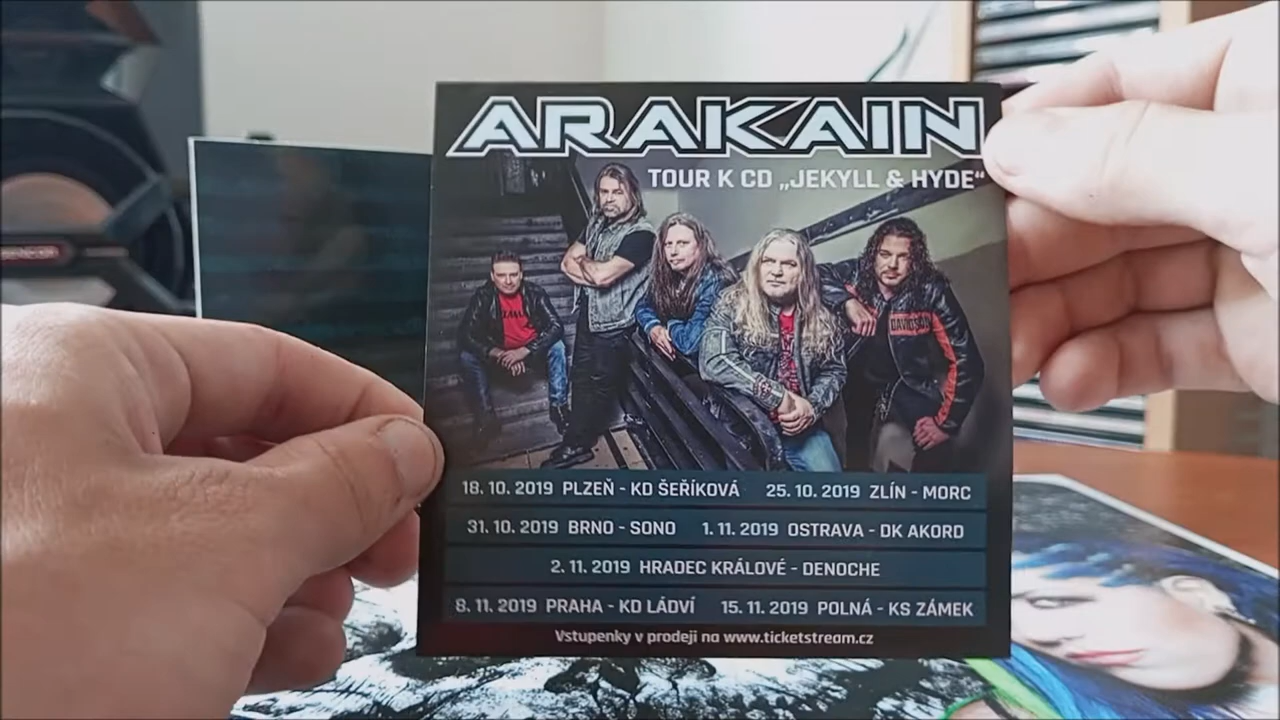 ARAKAIN
TOUR K CD „JEKYLL & HYDE“
DAVIDSON
18. 10. 2019 PLZEŇ - KD ŠEŘÍKOVÁ 25. 10. 2019 ZLÍN - MORC
31. 10. 2019 BRNO - SONO 1. 11. 2019 OSTRAVA - DK AKORD
2. 11. 2019 HRADEC KRÁLOVÉ - DENOCHE
8. 11. 2019 PRAHA - KD LÁDVÍ 15. 11. 2019 POLNÁ - KS ZÁMEK
Vstupenky v prodeji na www.ticketstream.cz